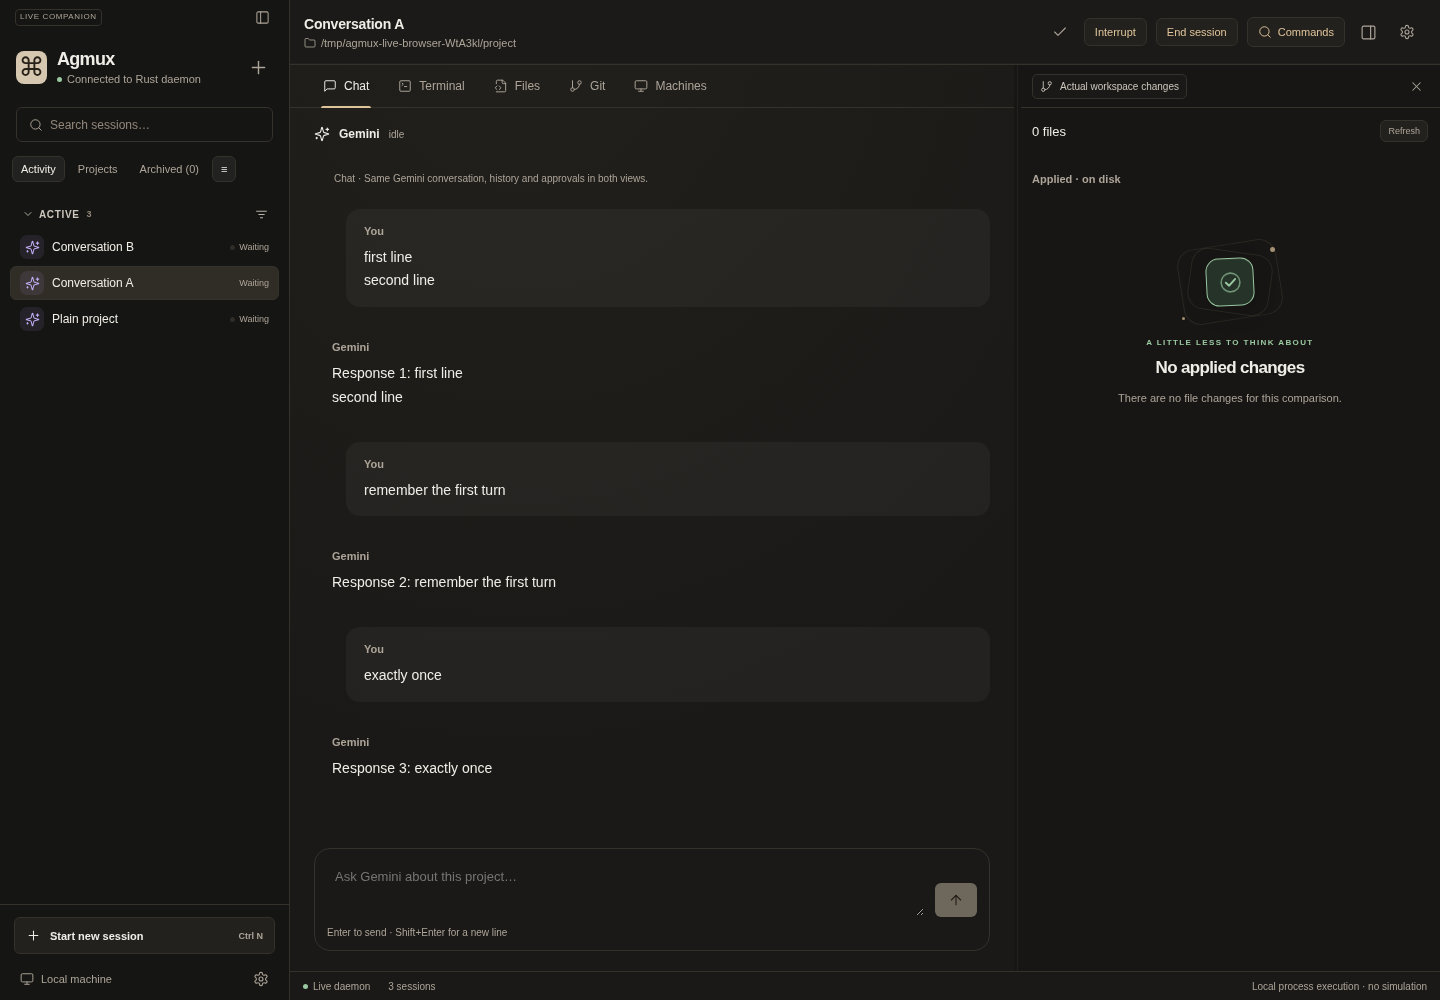 LIVE COMPANION
Agmux
Connected to Rust daemon
Search sessions…
Activity
Projects
Archived (0)
ACTIVE 3
Conversation B
Waiting
Conversation A
Waiting
Plain project
Waiting
Start new session
Ctrl N
Local machine
Conversation A
/tmp/agmux-live-browser-WtA3kl/project
Interrupt
End session
Commands
Chat
Terminal
Files
Git
Machines
Gemini idle
Chat · Same Gemini conversation, history and approvals in both views.
You
first line
second line
Gemini
Response 1: first line
second line
You
remember the first turn
Gemini
Response 2: remember the first turn
You
exactly once
Gemini
Response 3: exactly once
Ask Gemini about this project…
Enter to send · Shift+Enter for a new line
Actual workspace changes
0 files
Refresh
Applied · on disk
A LITTLE LESS TO THINK ABOUT
No applied changes
There are no file changes for this comparison.
Live daemon
3 sessions
Local process execution · no simulation